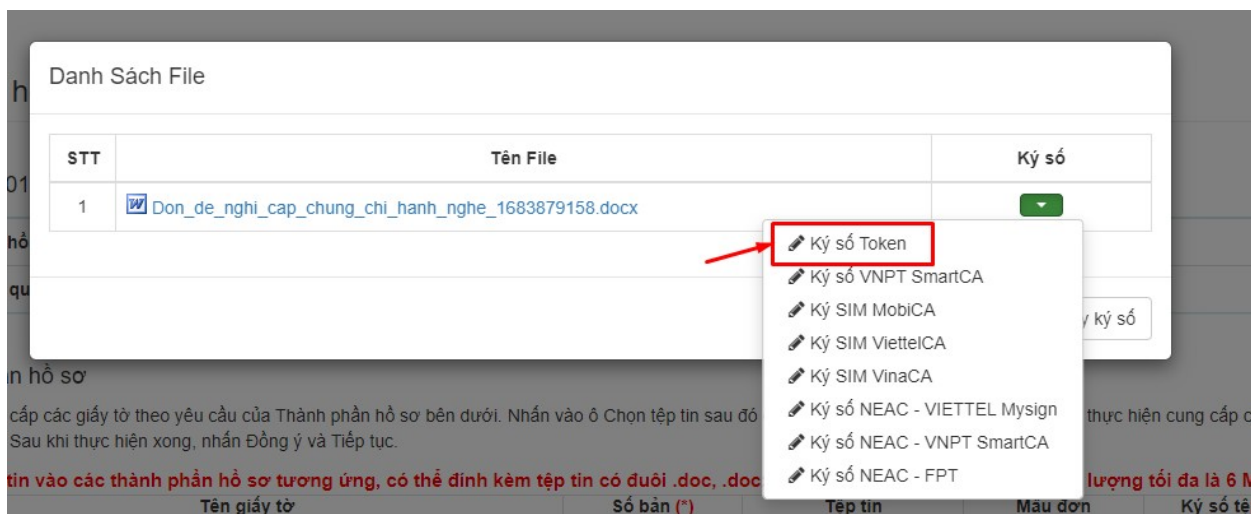 Danh Sách File
h
STT Tên File Ký số
01
1 Don_de_nghi_cap_chung_chi_hanh_nghe_1683879158.docx
hồ
Ký số Token
Ký số VNPT SmartCA
qu
Ký SIM MobiCA
y ký số
Ký SIM ViettelCA
n hồ sơ
Ký SIM VinaCA
cấp các giấy tờ theo yêu cầu của Thành phần hồ sơ bên dưới. Nhấn vào ô Chọn tệp tin sau đó
Ký số NEAC - VIETTEL Mysign
thực hiện cung cấp
Sau khi thực hiện xong, nhấn Đồng ý và Tiếp tục.
Ký số NEAC - VNPT SmartCA
tin vào các thành phần hồ sơ tương ứng, có thể đính kèm tệp tin có đuôi .doc, .doc
Ký số NEAC - FPT
lượng tối đa là 6 M
Tên giấy tờ Số bản (*) Tệp tin Mẫu đơn Ký số tệ